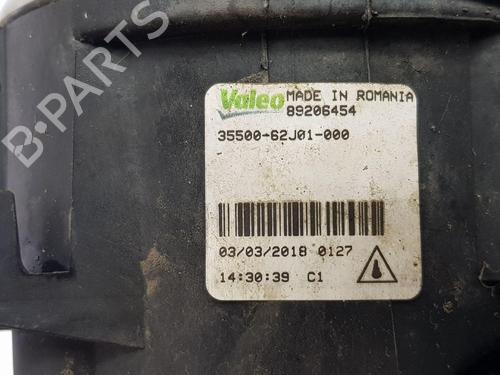 Valeo MADE IN ROMANIA
89206454
35500-62J01-000
03/03/2018 0127
14:30:39 C1
B-PARTS